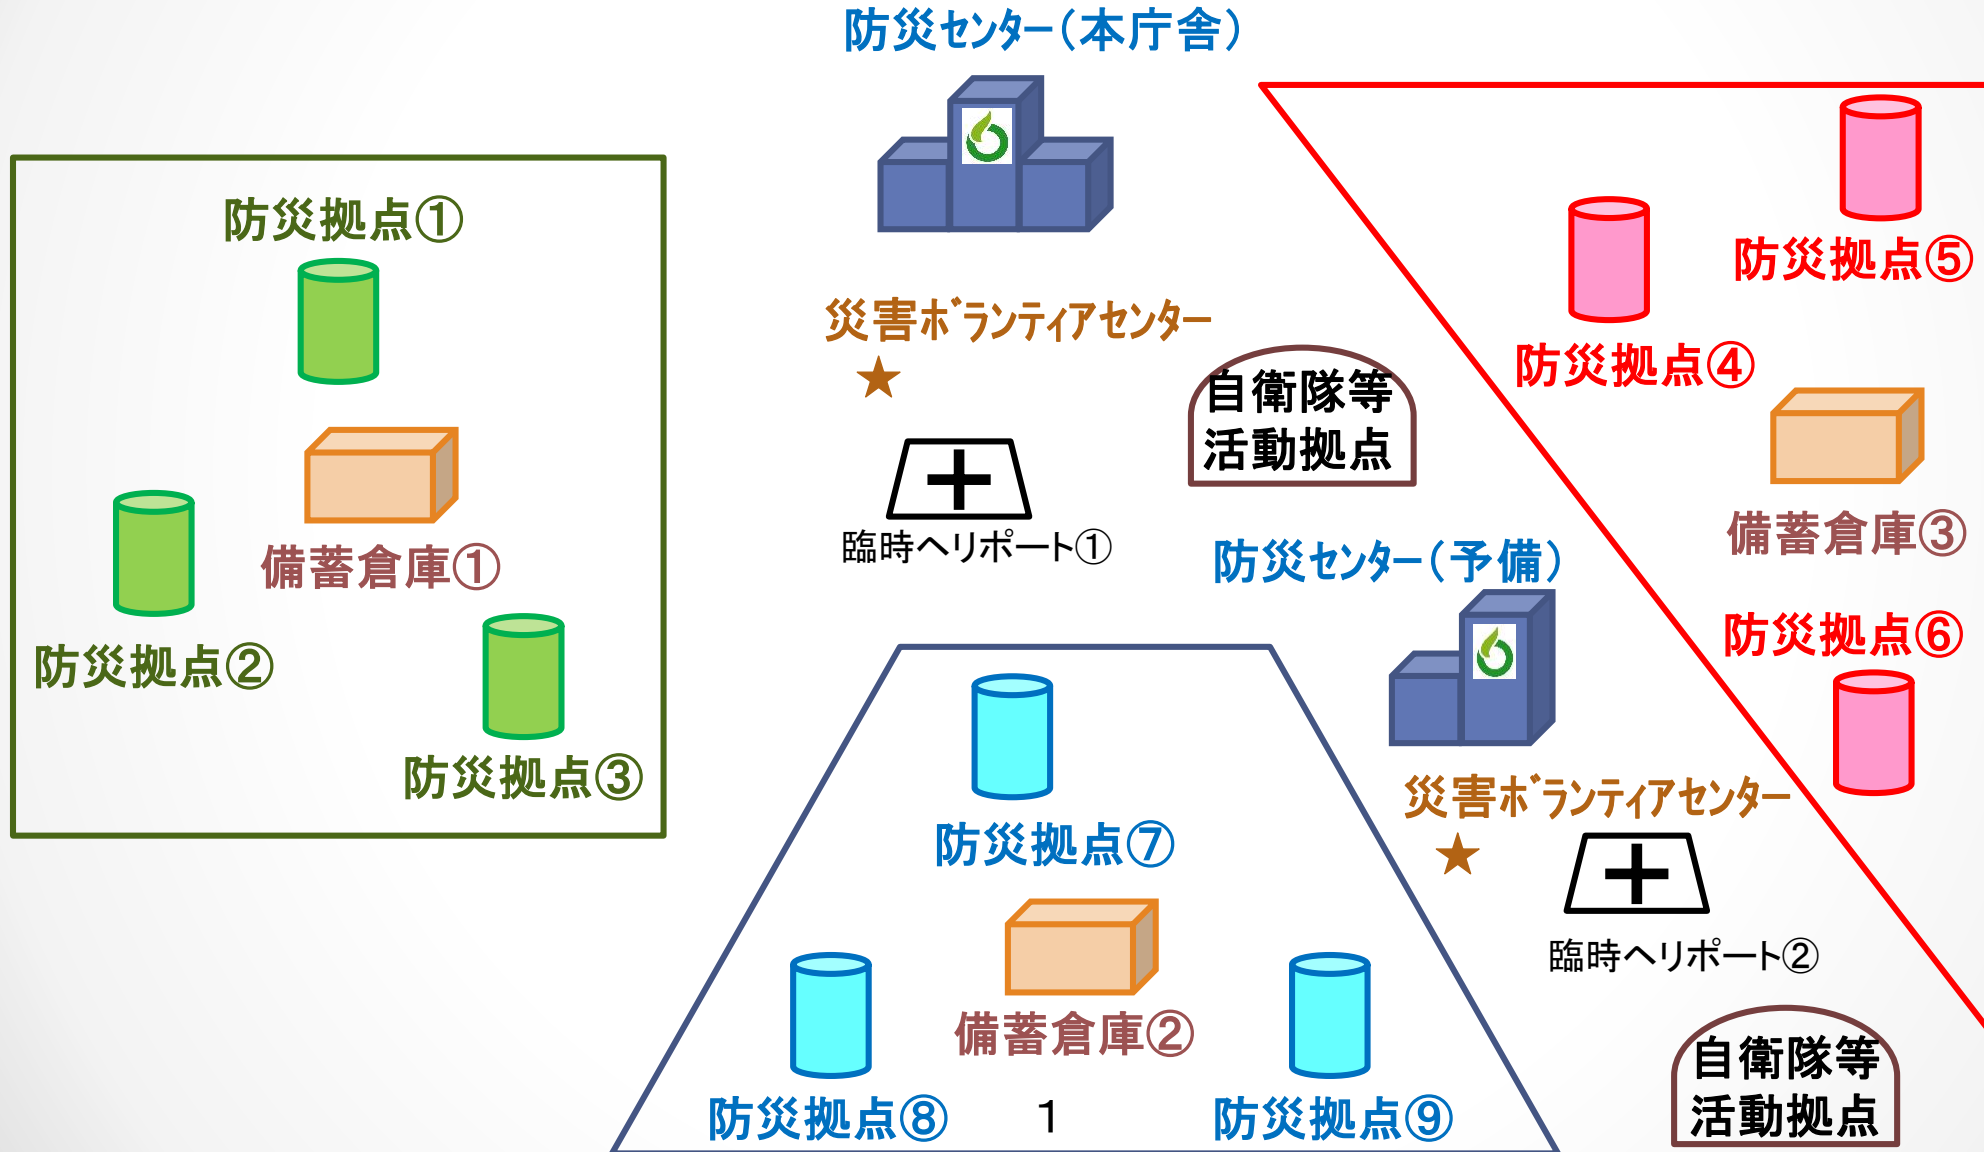 防災センター(本庁舎)
防災拠点①
防災拠点⑤
災害ボランティアセンター
防災拠点④
自衛隊等
活動拠点
備蓄倉庫①
臨時ヘリポート①
防災センター(予備)
備蓄倉庫③
防災拠点②
防災拠点⑥
防災拠点③
災害ボランティアセンター
防災拠点⑦
臨時ヘリポート②
備蓄倉庫②
自衛隊等
活動拠点
防災拠点⑧
1
防災拠点⑨